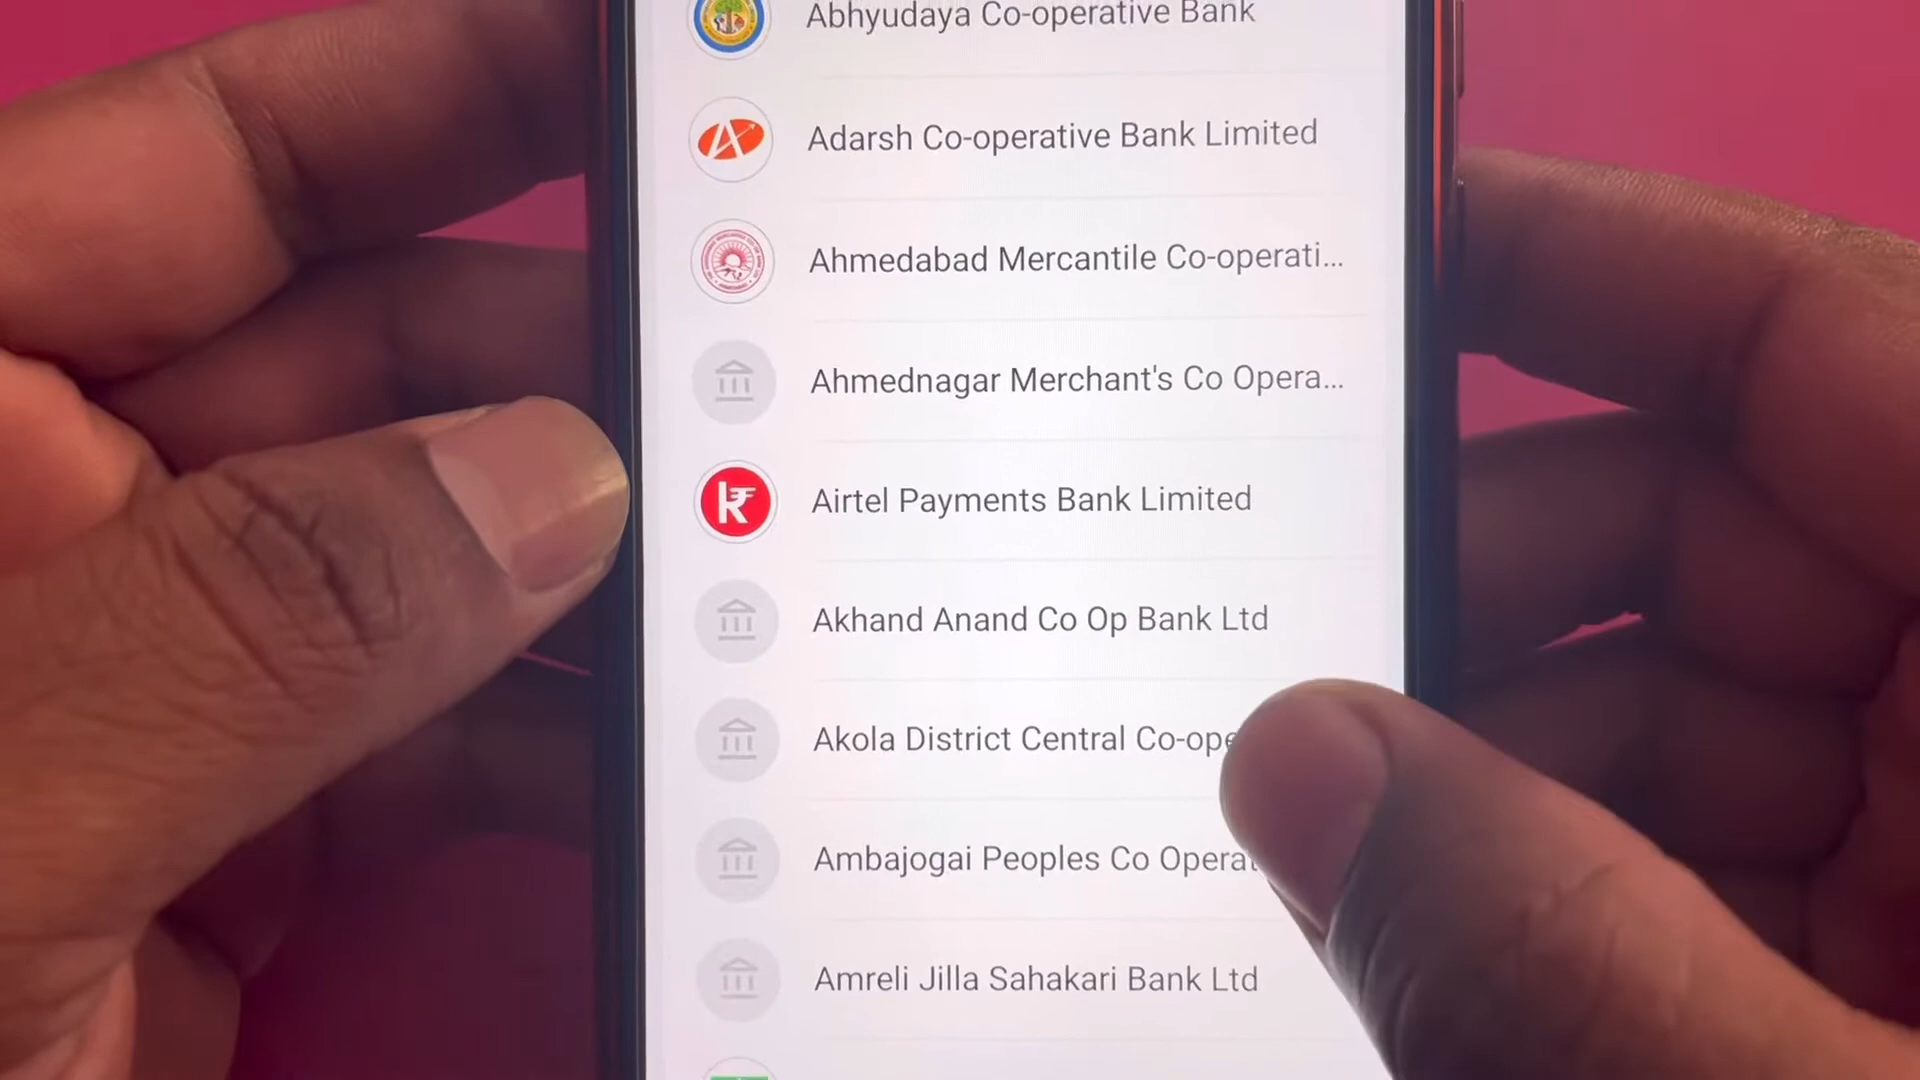 Abhyudaya Co-operative Bank
Adarsh Co-operative Bank Limited
Ahmedabad Mercantile Co-operati...
Ahmednagar Merchant's Co Opera...
Airtel Payments Bank Limited
Akhand Anand Co Op Bank Ltd
Akola District Central Co-ope
Ambajogai Peoples Co Operat
Amreli Jilla Sahakari Bank Ltd